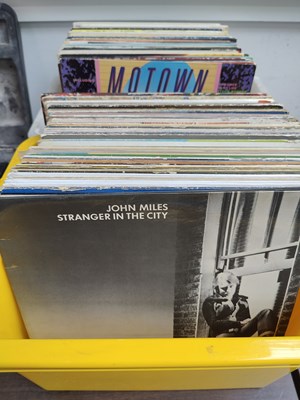 MOTOWN
JOHN MILES
STRANGER IN THE CITY